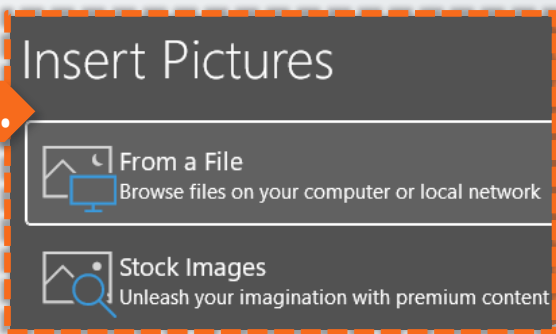 Insert Pictures
From a File
Browse files on your computer or local network
Stock Images
Unleash your imagination with premium content